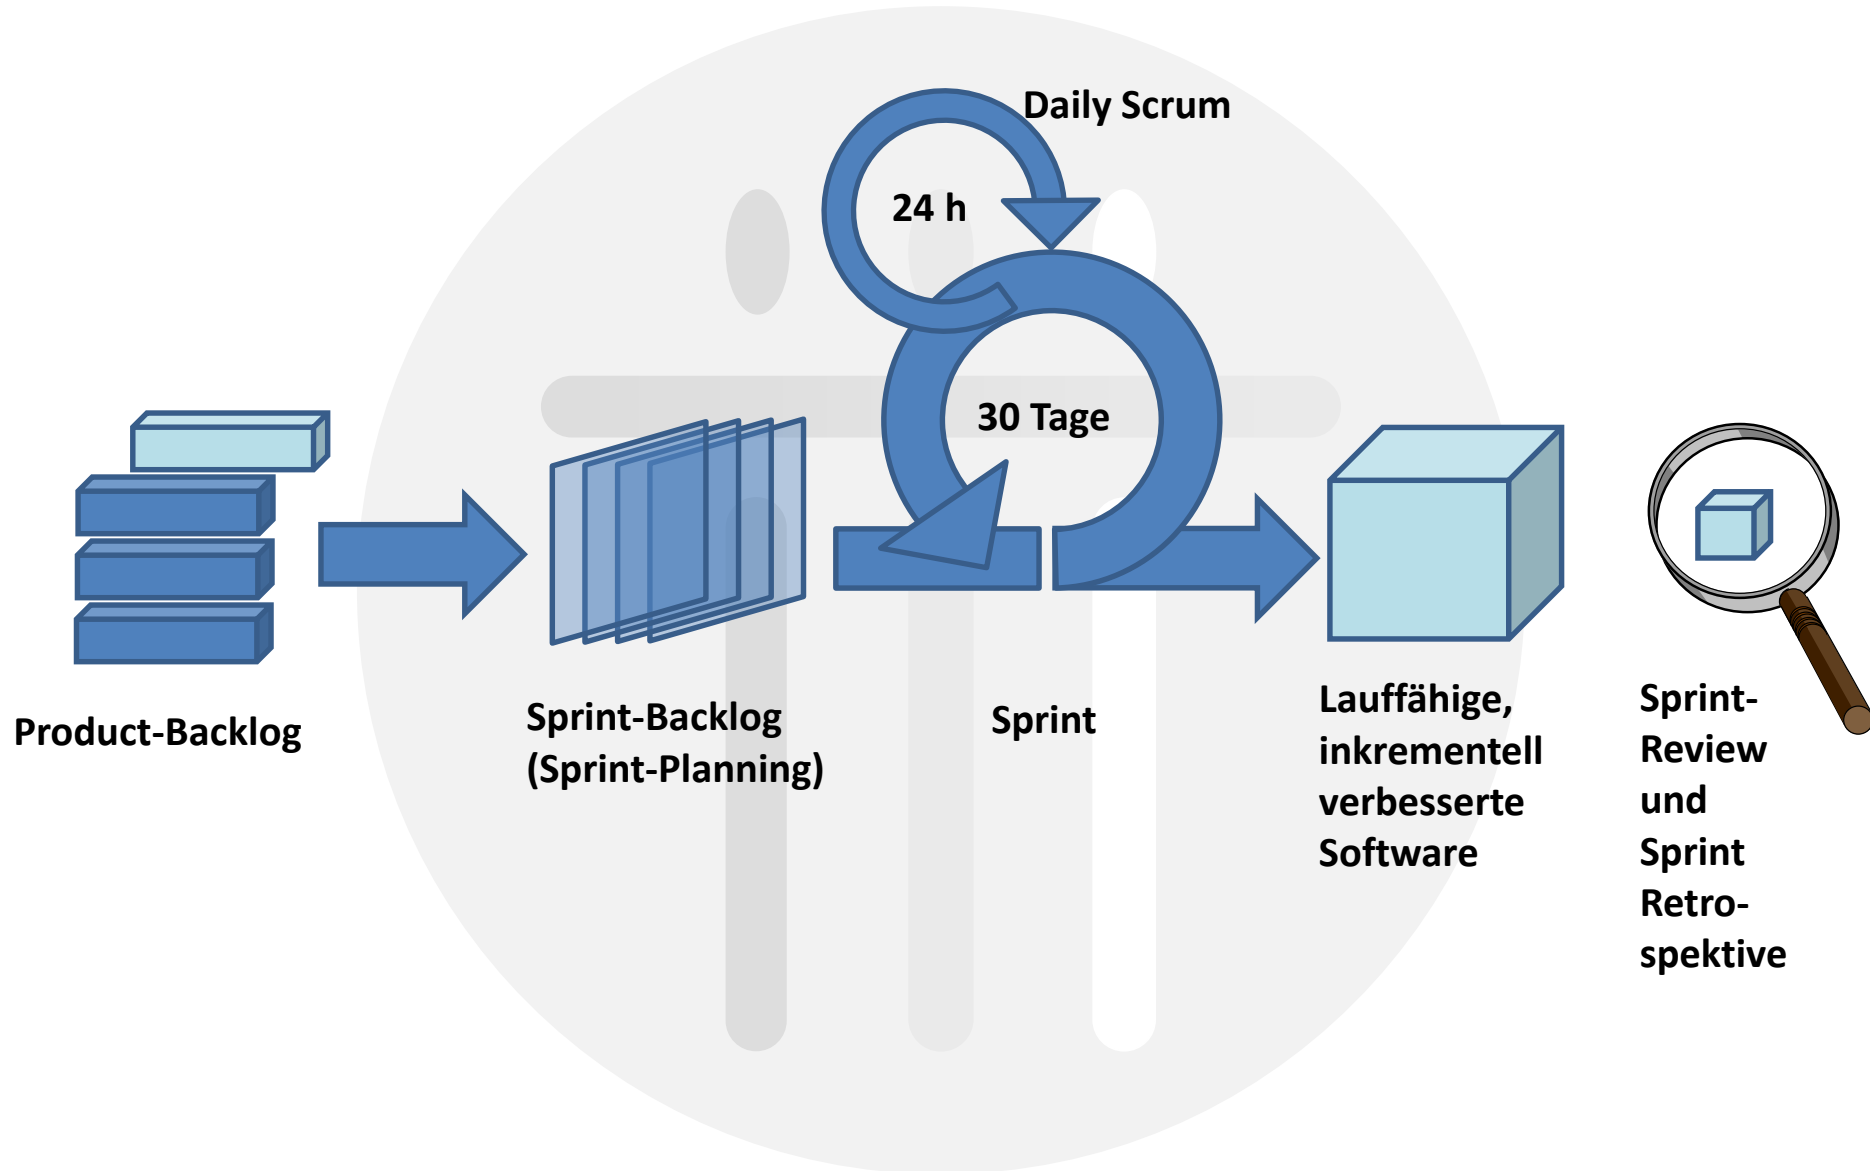 Daily Scrum
24 h
30 Tage
Product-Backlog
Sprint-Backlog
(Sprint-Planning)
Sprint
Lauffähige,
inkrementell
verbesserte
Software
Sprint-
Review
und
Sprint
Retro-
spektive